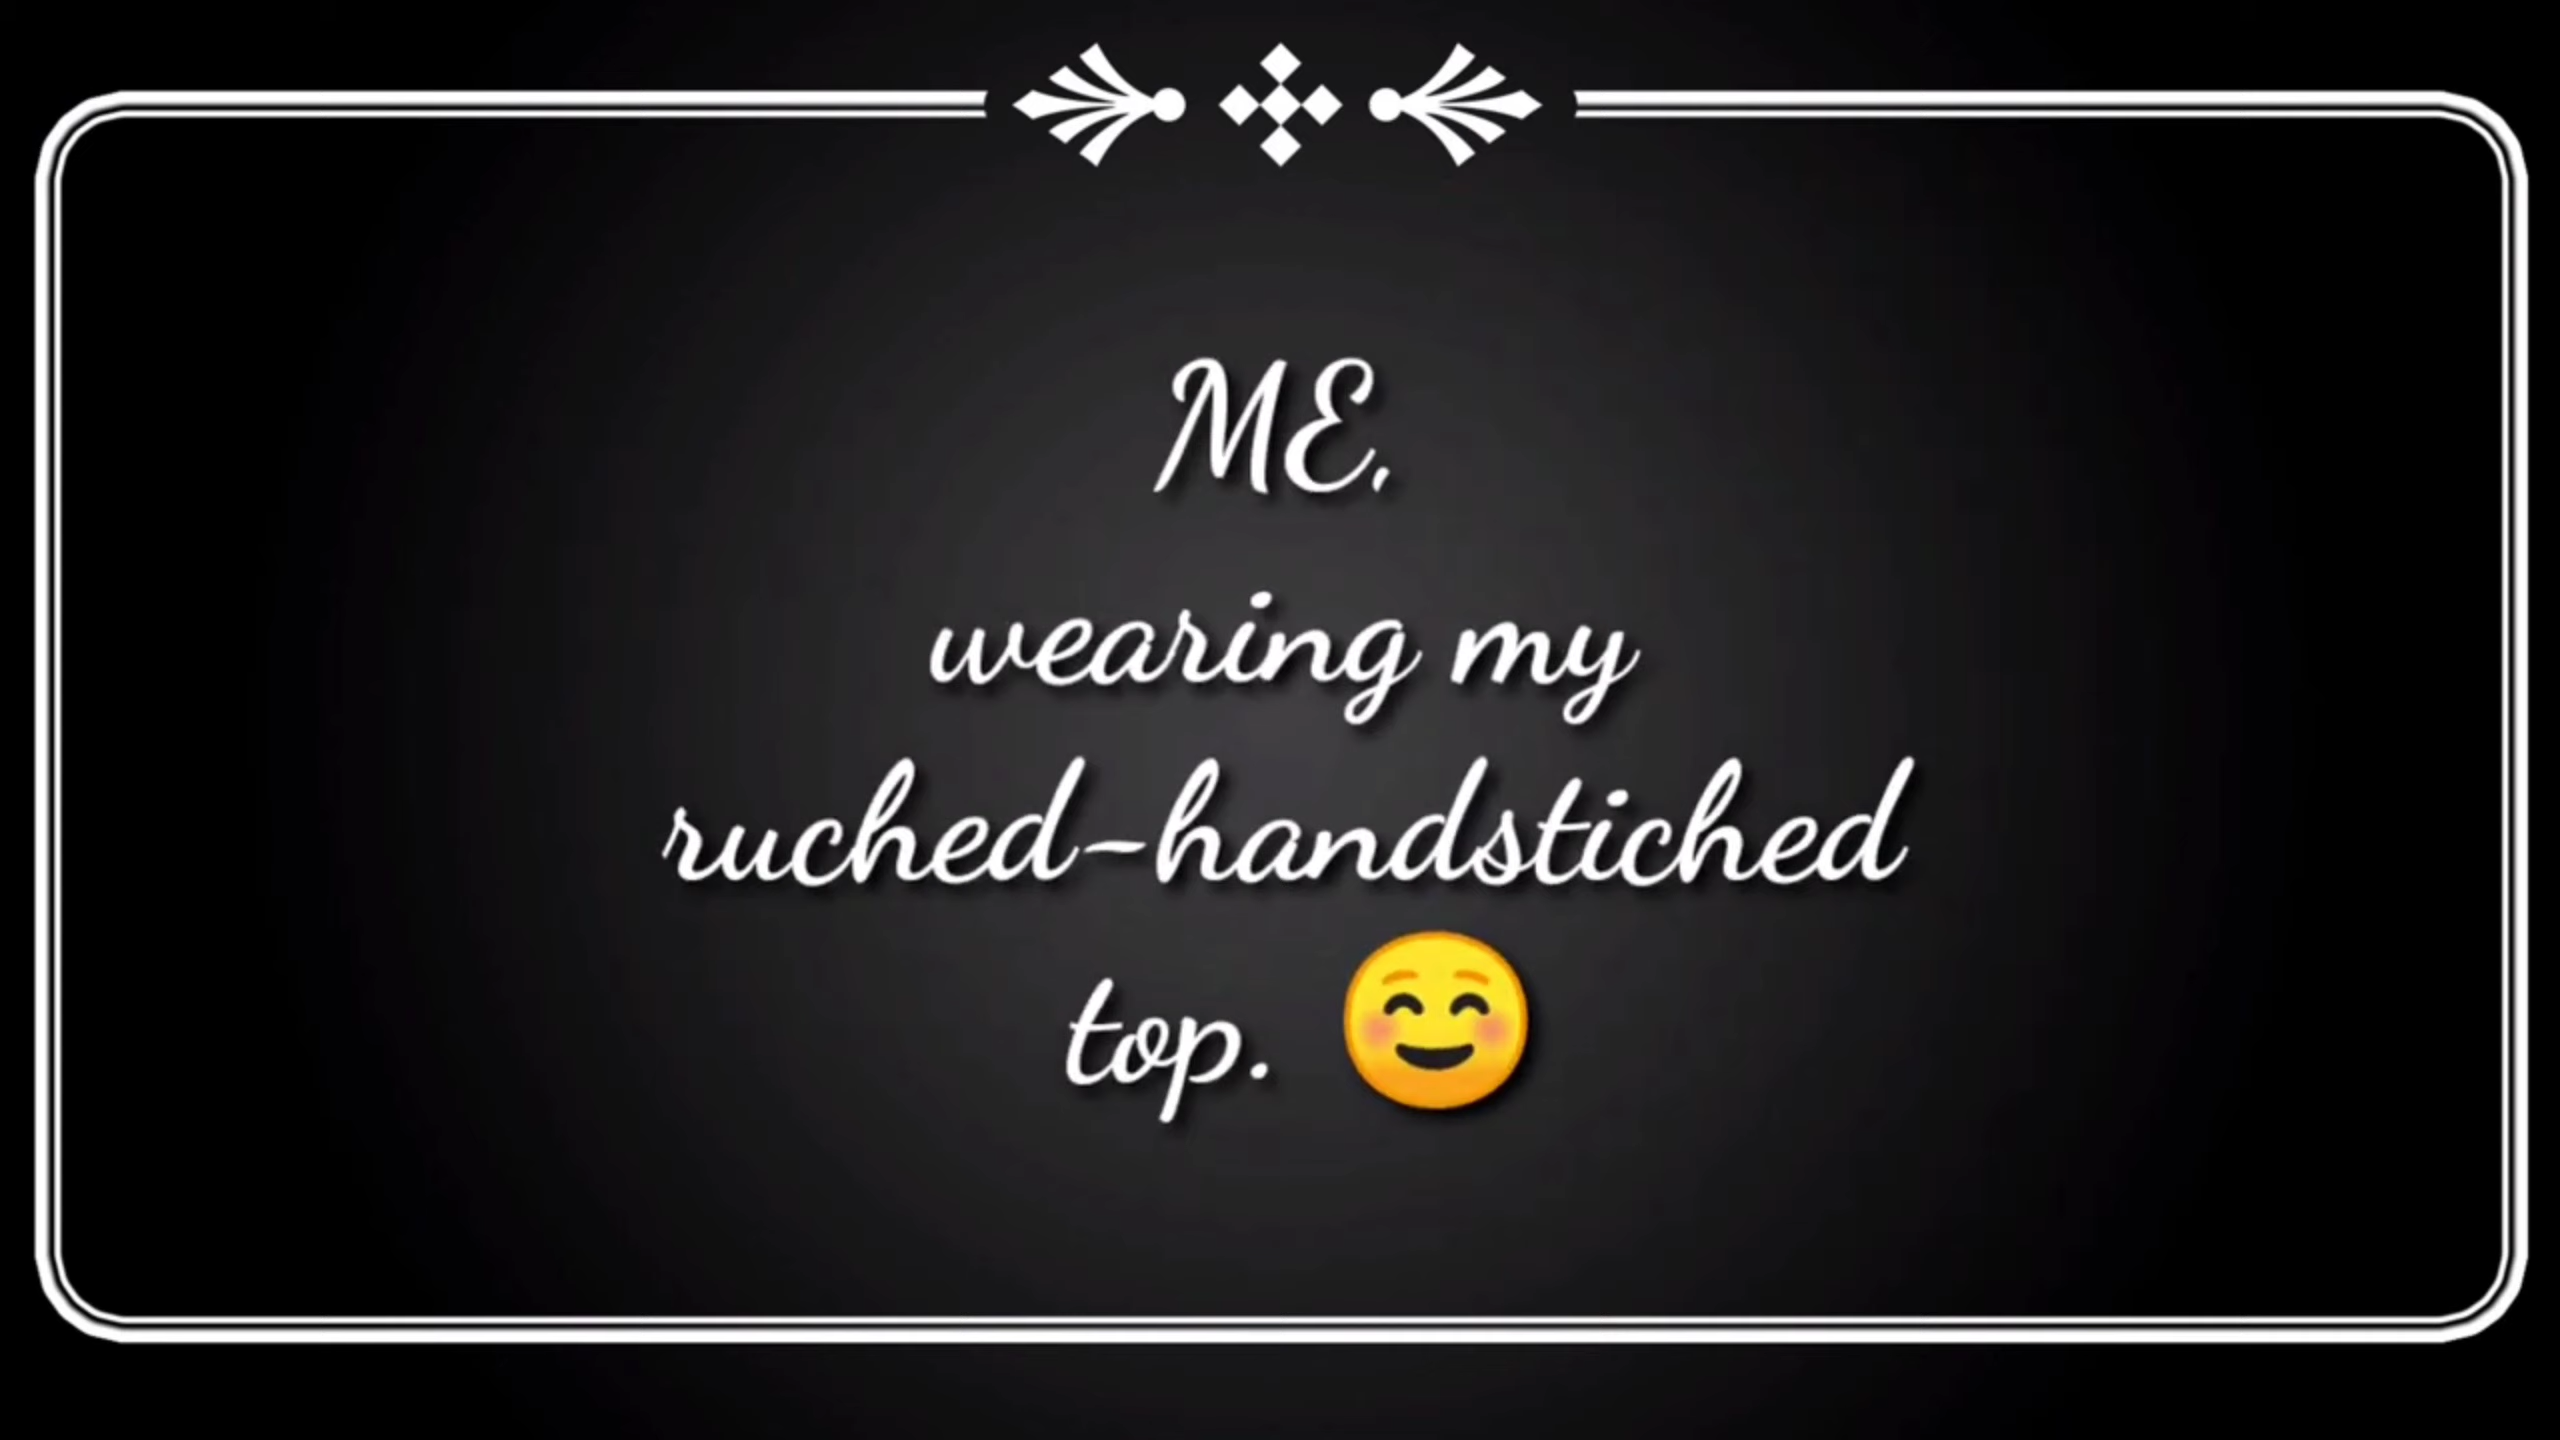 ME,
wearing my
ruched-handstiched
top. ☺️